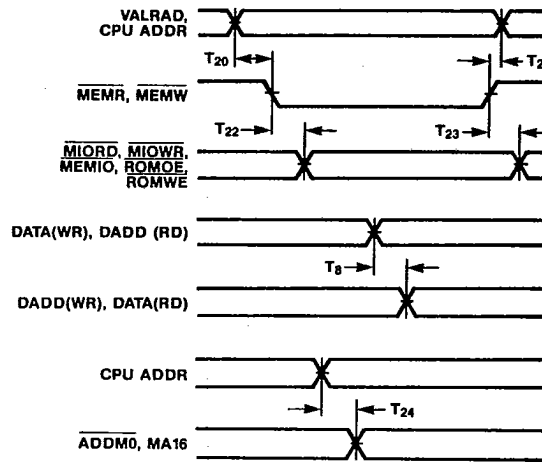 VALRAD,
CPU ADDR
T20
MEMR, MEMW
T22
T23
MIORD, MIOWR,
MEMIO, ROMOE,
ROMWE
DATA(WR), DADD (RD)
T8
DADD(WR), DATA(RD)
CPU ADDR
T24
ADDM0, MA16